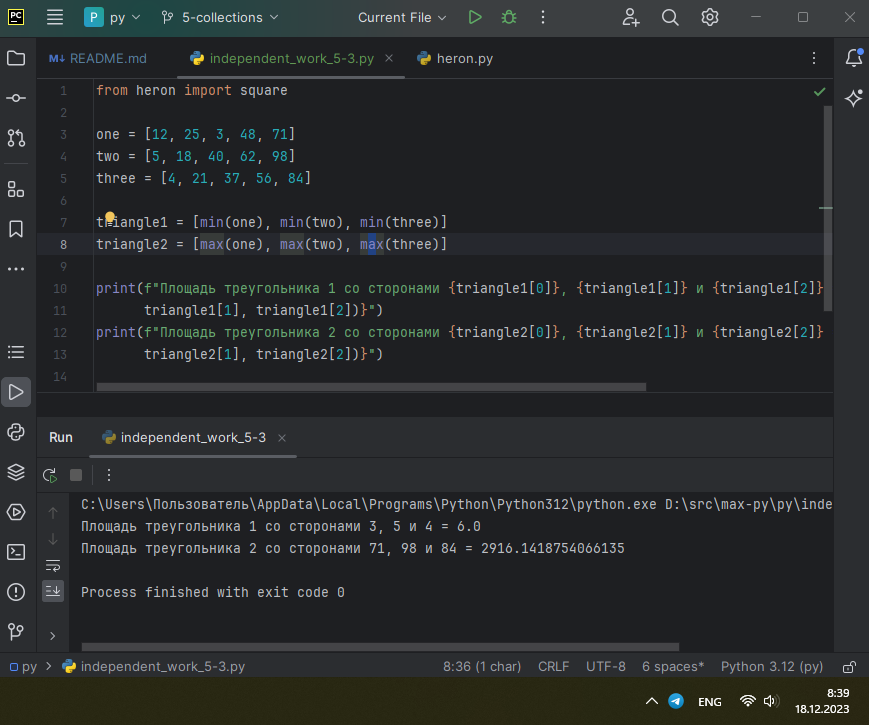 PC P py 5-collections Current File
M↓ README.md independent_work_5-3.py heron.py
1 from heron import square
2
3 one = [12, 25, 3, 48, 71]
4 two = [5, 18, 40, 62, 98]
5 three = [4, 21, 37, 56, 84]
6
7 triangle1 = [min(one), min(two), min(three)]
8 triangle2 = [max(one), max(two), max(three)]
9
10 print(f"Площадь треугольника 1 со сторонами {triangle1[0]}, {triangle1[1]} и {triangle1[2]}
11 triangle1[1], triangle1[2])}")
12 print(f"Площадь треугольника 2 со сторонами {triangle2[0]}, {triangle2[1]} и {triangle2[2]}
13 triangle2[1], triangle2[2])}")
14
Run independent_work_5-3
C:\Users\Пользователь\AppData\Local\Programs\Python\Python312\python.exe D:\src\max-py\py\inde
Площадь треугольника 1 со сторонами 3, 5 и 4 = 6.0
Площадь треугольника 2 со сторонами 71, 98 и 84 = 2916.1418754066135
Process finished with exit code 0
py > independent_work_5-3.py 8:36 (1 char) CRLF UTF-8 6 spaces* Python 3.12 (py)
ENG 8:39
18.12.2023